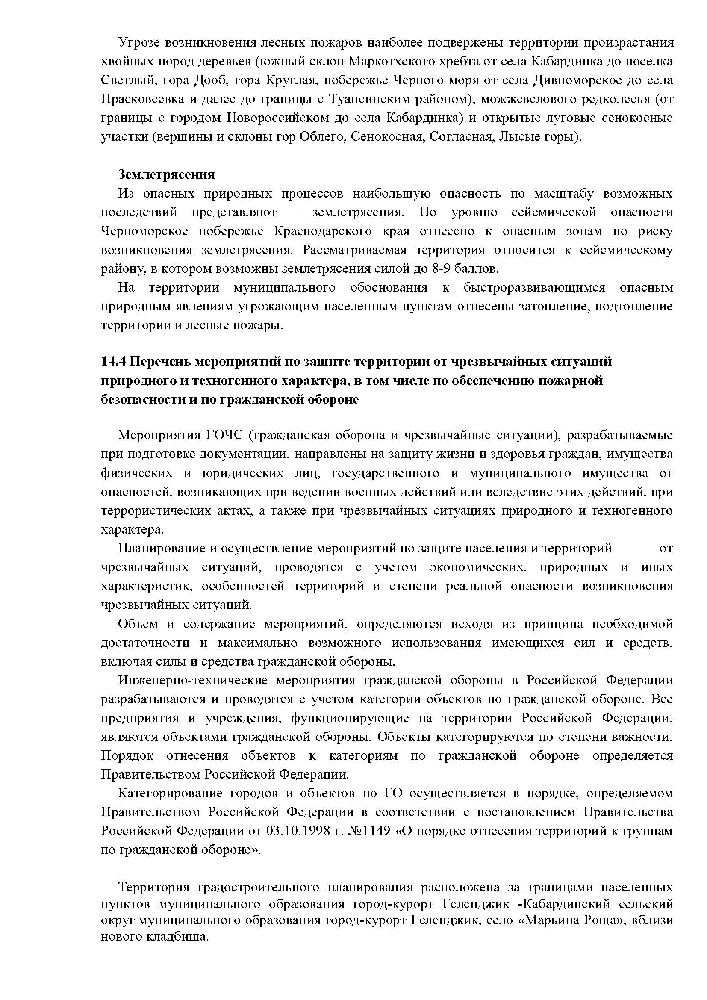 Угрозе возникновения лесных пожаров наиболее подвержены территории произрастания
хвойных пород деревьев (южный склон Маркотхского хребта от села Кабардинка до поселка
Светлый, гора Дооб, гора Круглая, побережье Черного моря от села Дивноморское до села
Прасковеевка и далее до границы с Туапсинским районом), можжевелового редколесья (от
границы с городом Новороссийском до села Кабардинка) и открытые луговые сенокосные
участки (вершины и склоны гор Облего, Сенокосная, Согласная, Лысые горы).
Землетрясения
Из опасных природных процессов наибольшую опасность по масштабу возможных
последствий представляют – землетрясения. По уровню сейсмической опасности
Черноморское побережье Краснодарского края отнесено к опасным зонам по риску
возникновения землетрясения. Рассматриваемая территория относится к сейсмическому
району, в котором возможны землетрясения силой до 8-9 баллов.
На территории муниципального обоснования к быстроразвивающимся опасным
природным явлениям угрожающим населенным пунктам отнесены затопление, подтопление
территории и лесные пожары.
14.4 Перечень мероприятий по защите территории от чрезвычайных ситуаций
природного и техногенного характера, в том числе по обеспечению пожарной
безопасности и по гражданской обороне
Мероприятия ГОЧС (гражданская оборона и чрезвычайные ситуации), разрабатываемые
при подготовке документации, направлены на защиту жизни и здоровья граждан, имущества
физических и юридических лиц, государственного и муниципального имущества от
опасностей, возникающих при ведении военных действий или вследствие этих действий, при
террористических актах, а также при чрезвычайных ситуациях природного и техногенного
характера.
Планирование и осуществление мероприятий по защите населения и территорий от
чрезвычайных ситуаций, проводятся с учетом экономических, природных и иных
характеристик, особенностей территорий и степени реальной опасности возникновения
чрезвычайных ситуаций.
Объем и содержание мероприятий, определяются исходя из принципа необходимой
достаточности и максимально возможного использования имеющихся сил и средств,
включая силы и средства гражданской обороны.
Инженерно-технические мероприятия гражданской обороны в Российской Федерации
разрабатываются и проводятся с учетом категории объектов по гражданской обороне. Все
предприятия и учреждения, функционирующие на территории Российской Федерации,
являются объектами гражданской обороны. Объекты категорируются по степени важности.
Порядок отнесения объектов к категориям по гражданской обороне определяется
Правительством Российской Федерации.
Категорирование городов и объектов по ГО осуществляется в порядке, определяемом
Правительством Российской Федерации в соответствии с постановлением Правительства
Российской Федерации от 03.10.1998 г. №1149 «О порядке отнесения территорий к группам
по гражданской обороне».
Территория градостроительного планирования расположена за границами населенных
пунктов муниципального образования город-курорт Геленджик -Кабардинский сельский
округ муниципального образования город-курорт Геленджик, село «Марьина Роща», вблизи
нового кладбища.